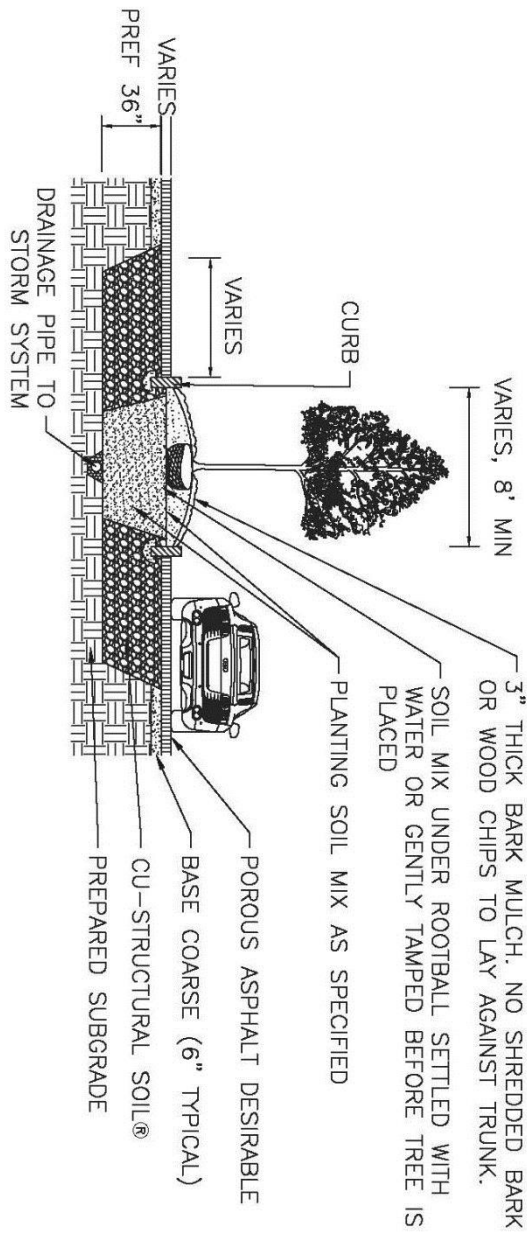 VARIES, 8' MIN
3" THICK BARK MULCH. NO SHREDDED BARK
OR WOOD CHIPS TO LAY AGAINST TRUNK.
SOIL MIX UNDER ROOTBALL SETTLED WITH
WATER OR GENTLY TAMPED BEFORE TREE IS
PLACED
CURB
PLANTING SOIL MIX AS SPECIFIED
VARIES
POROUS ASPHALT DESIRABLE
BASE COARSE (6" TYPICAL)
CU-STRUCTURAL SOIL®
PREPARED SUBGRADE
VARIES
PREF 36"
DRAINAGE PIPE TO
STORM SYSTEM